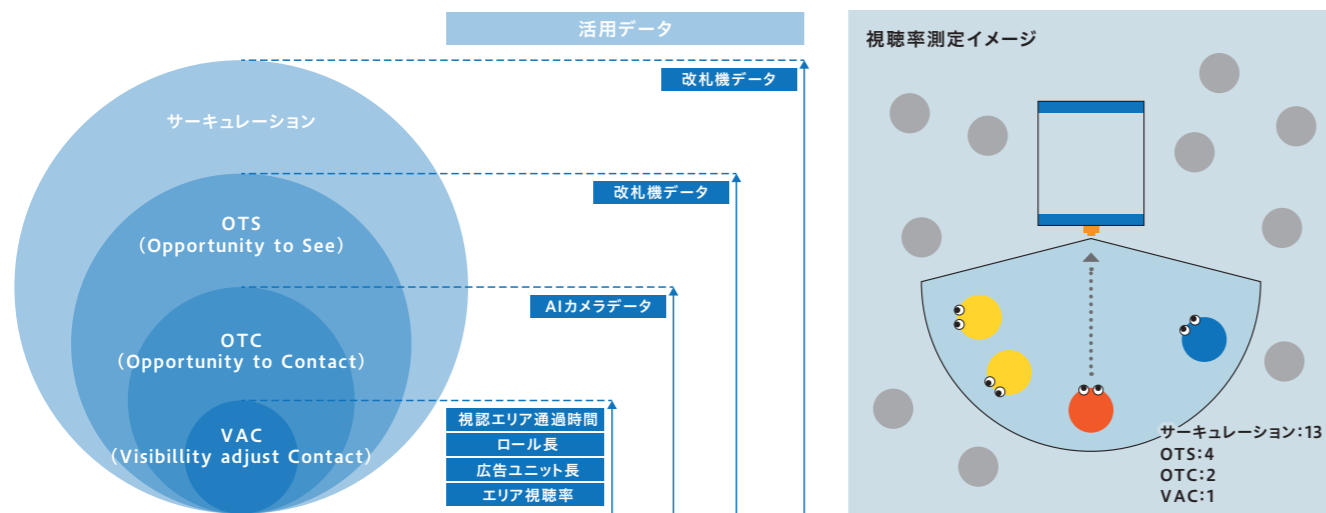 活用データ
改札機データ
サーキュレーション
改札機データ
OTS
（Opportunity to See）
AIカメラデータ
OTC
（Opportunity to Contact）
視認エリア通過時間
ロール長
広告ユニット長
エリア視聴率
VAC
（Visibillity adjust Contact）
視聴率測定イメージ
サーキュレーション：13
OTS：4
OTC：2
VAC：1